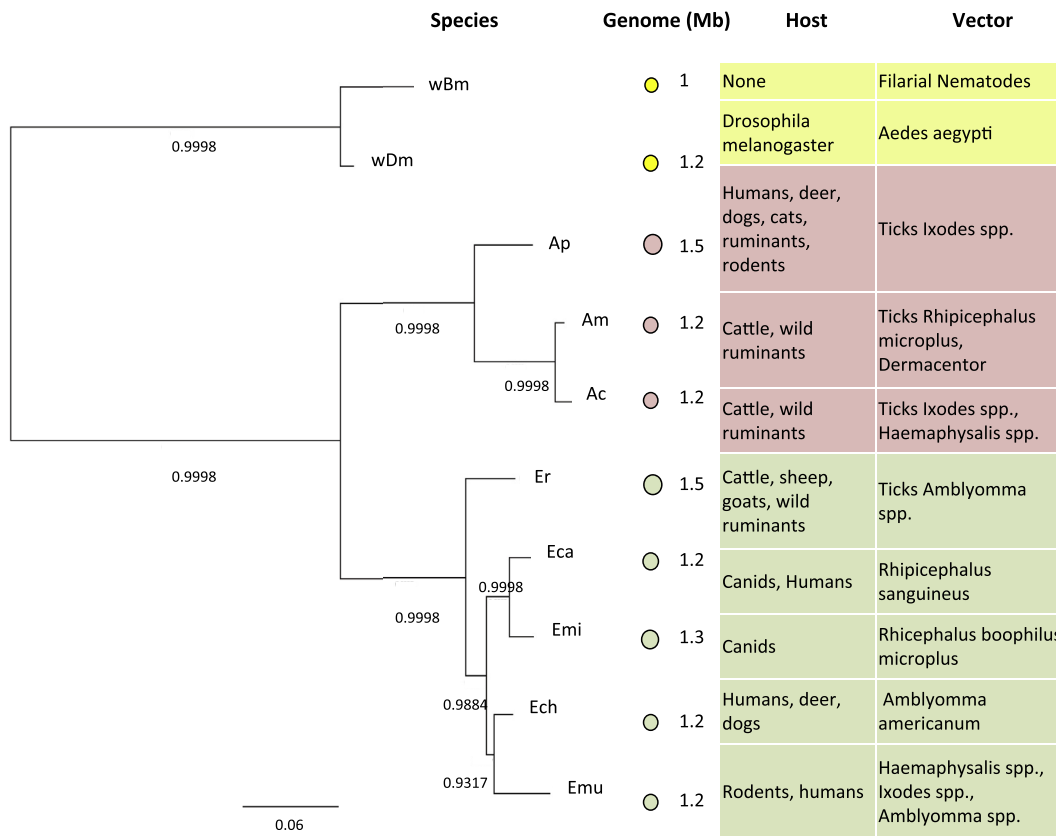 Species Genome (Mb) Host Vector
wBm 1 None Filarial Nematodes
0.9998
wDm 1.2 Drosophila
melanogaster
Aedes aegypti
Ap 1.5 Humans, deer,
dogs, cats,
ruminants,
rodents
Ticks Ixodes spp.
0.9998
Am 1.2 Cattle, wild
ruminants
Ticks Rhipicephalus
microplus,
Dermacentor
0.9998
Ac 1.2 Cattle, wild
ruminants
Ticks Ixodes spp.,
Haemaphysalis spp.
0.9998
Er 1.5 Cattle, sheep,
goats, wild
ruminants
Ticks Amblyomma
spp.
Eca 1.2 Canids, Humans
Rhipicephalus
sanguineus
0.9998
0.9998
Emi 1.3 Canids
Rhicephalus boophilus
microplus
0.9884
Ech 1.2 Humans, deer,
dogs
Amblyomma
americanum
0.9317
Emu 1.2 Rodents, humans
Haemaphysalis spp.,
Ixodes spp.,
Amblyomma spp.
0.06